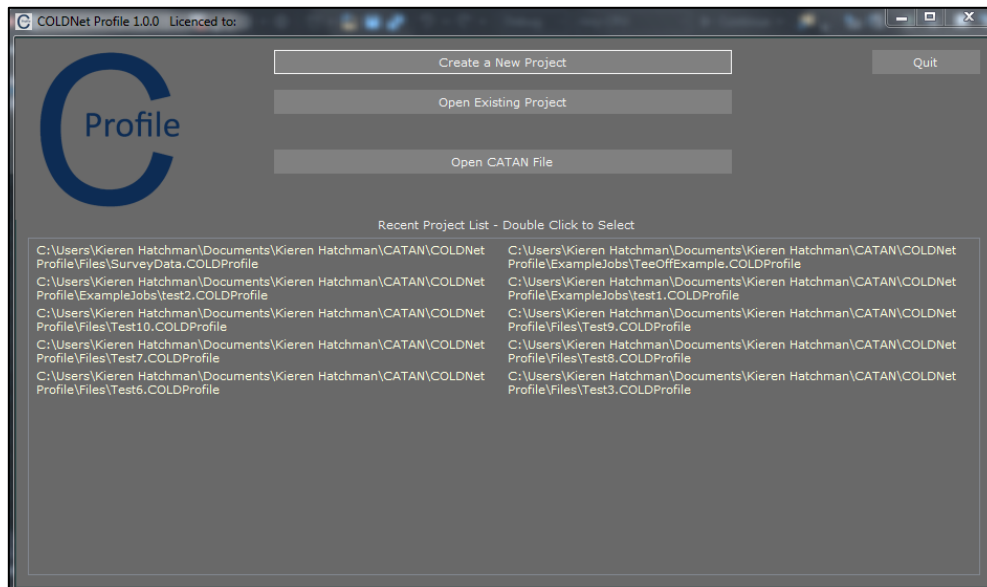 COLDNet Profile 1.0.0 Licenced to:
Create a New Project
Quit
Open Existing Project
Profile
Open CATAN File
Recent Project List - Double Click to Select
C:\Users\Kieren Hatchman\Documents\Kieren Hatchman\CATAN\COLDNet
Profile\Files\SurveyData.COLDProfile
C:\Users\Kieren Hatchman\Documents\Kieren Hatchman\CATAN\COLDNet
Profile\ExampleJobs\TeeOffExample.COLDProfile
C:\Users\Kieren Hatchman\Documents\Kieren Hatchman\CATAN\COLDNet
Profile\ExampleJobs\test2.COLDProfile
C:\Users\Kieren Hatchman\Documents\Kieren Hatchman\CATAN\COLDNet
Profile\ExampleJobs\test1.COLDProfile
C:\Users\Kieren Hatchman\Documents\Kieren Hatchman\CATAN\COLDNet
Profile\Files\Test10.COLDProfile
C:\Users\Kieren Hatchman\Documents\Kieren Hatchman\CATAN\COLDNet
Profile\Files\Test9.COLDProfile
C:\Users\Kieren Hatchman\Documents\Kieren Hatchman\CATAN\COLDNet
Profile\Files\Test7.COLDProfile
C:\Users\Kieren Hatchman\Documents\Kieren Hatchman\CATAN\COLDNet
Profile\Files\Test8.COLDProfile
C:\Users\Kieren Hatchman\Documents\Kieren Hatchman\CATAN\COLDNet
Profile\Files\Test6.COLDProfile
C:\Users\Kieren Hatchman\Documents\Kieren Hatchman\CATAN\COLDNet
Profile\Files\Test3.COLDProfile